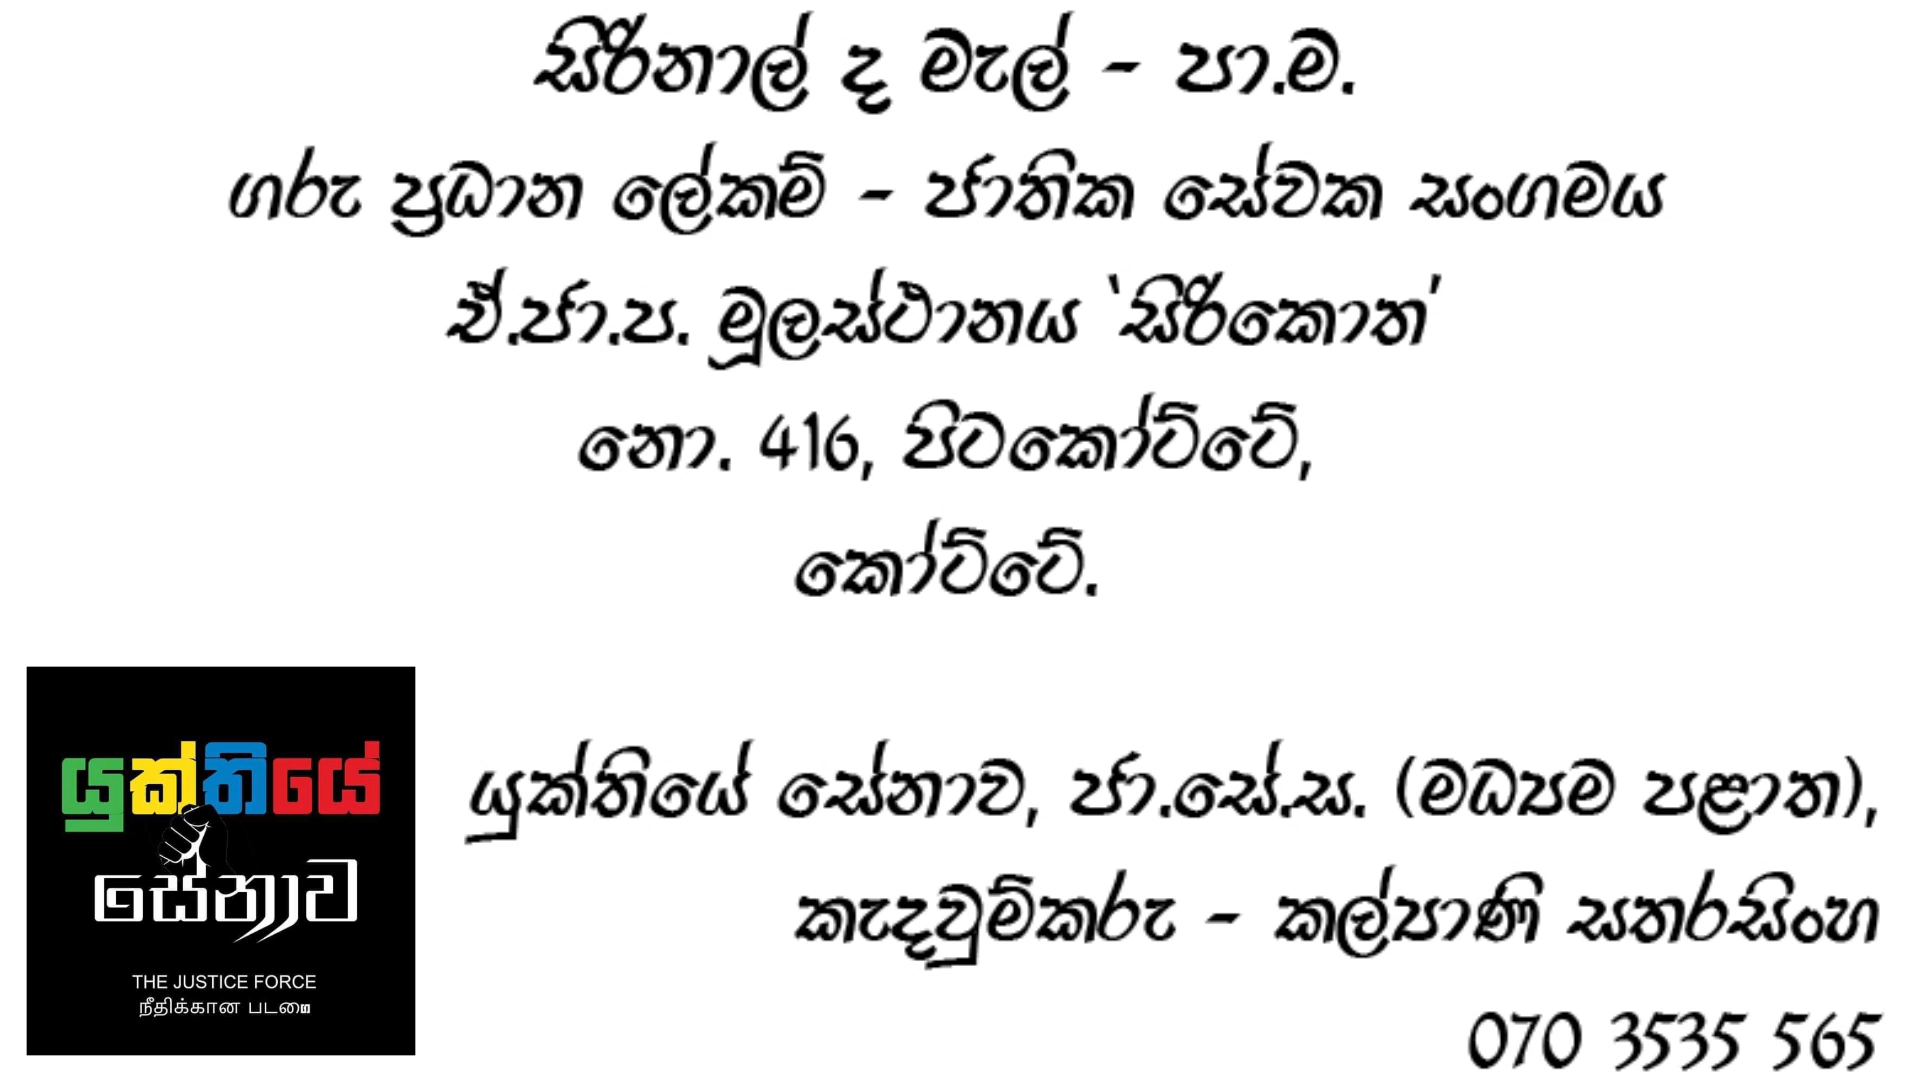 සිරිනාල් ද මැල් - පා.ම.
ගරු ප්‍රධාන ලේකම් - ජාතික සේවක සංගමය
ඒ.ජා.ප. මූලස්ථානය ‘සිරිකොත’
නො. 416, පිටකෝට්ටේ,
කෝට්ටේ.
යුක්තියේ
සේනාව
THE JUSTICE FORCE
நீதிக்கான படை
යුක්තියේ සේනාව, ජා.සේ.ස. (මධ්‍යම පළාත),
කැඳවුම්කරු - කල්‍යාණි සතරසිංහ
070 3535 565